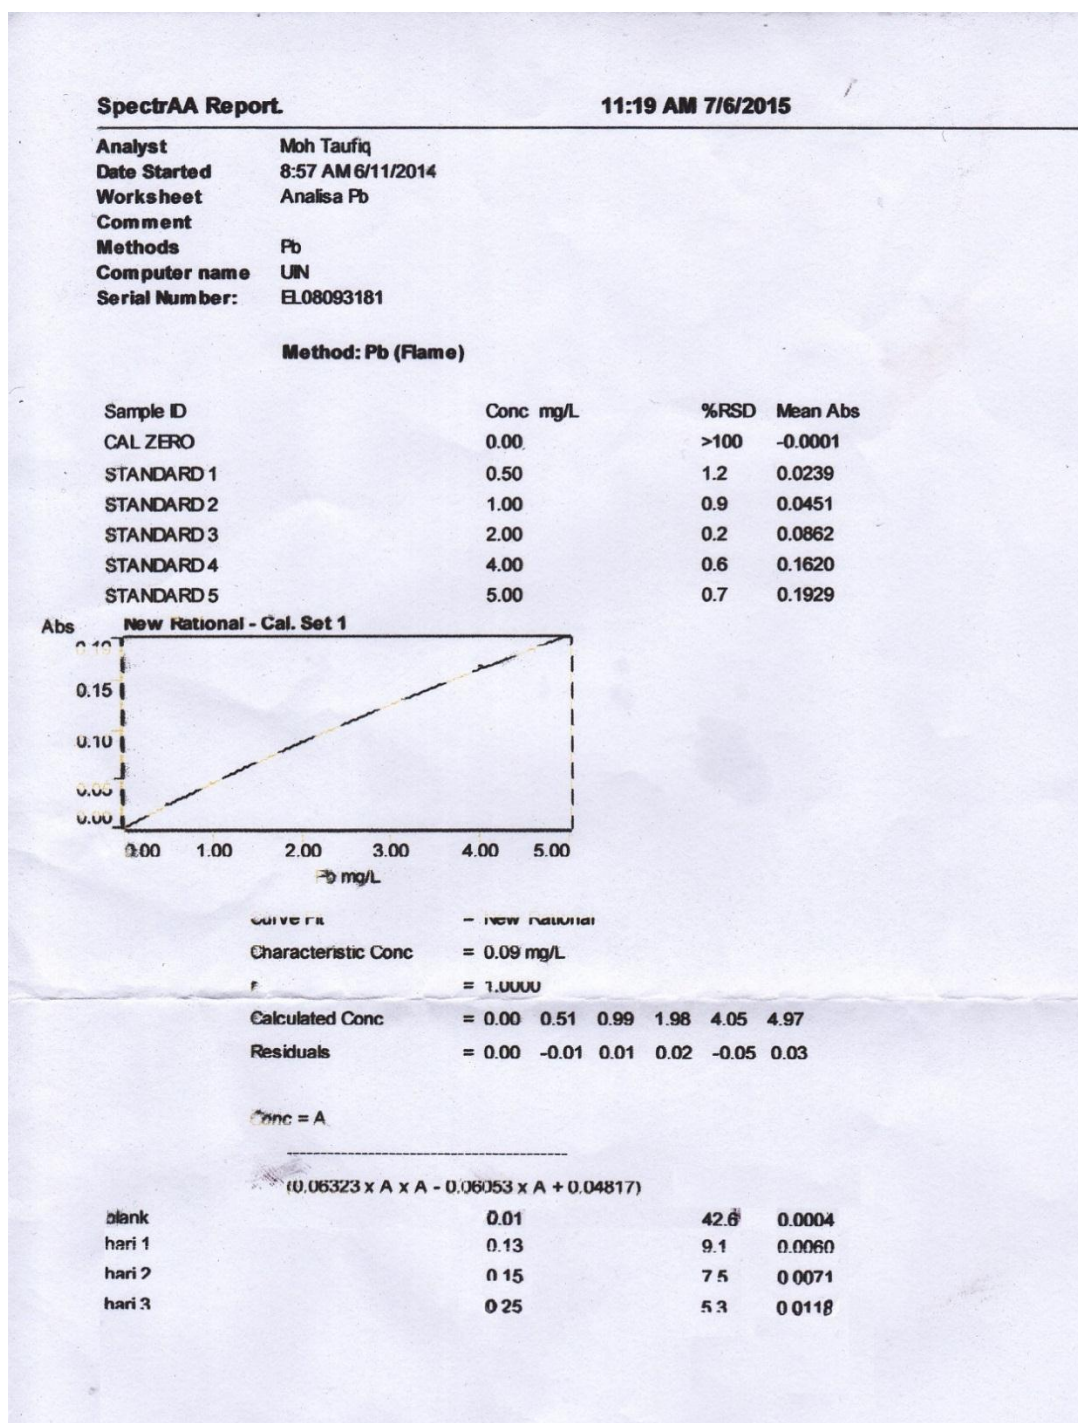 SpectrAA Report. 11:19 AM 7/6/2015
Analyst Moh Taufiq
Date Started 8:57 AM 6/11/2014
Worksheet Analisa Pb
Comment
Methods Pb
Computer name UIN
Serial Number: EL08093181
Method: Pb (Flame)
Sample ID Conc mg/L %RSD Mean Abs
CAL ZERO 0.00 >100 -0.0001
STANDARD 1 0.50 1.2 0.0239
STANDARD 2 1.00 0.9 0.0451
STANDARD 3 2.00 0.2 0.0862
STANDARD 4 4.00 0.6 0.1620
STANDARD 5 5.00 0.7 0.1929
Abs New Rational - Cal. Set 1
0.15
0.10
0.05
0.00
0.00 1.00 2.00 3.00 4.00 5.00
Pb mg/L
Curve Fit = New Rational
Characteristic Conc = 0.09 mg/L
= 1.0000
Calculated Conc = 0.00 0.51 0.99 1.98 4.05 4.97
Residuals = 0.00 -0.01 0.01 0.02 -0.05 0.03
Conc = A
---------------------------------------------
(0.06323 x A x A - 0.06053 x A + 0.04817)
blank 0.01 42.6 0.0004
hari 1 0.13 9.1 0.0060
hari 2 0 15 7 5 0 0071
hari 3 0 25 5 3 0 0118